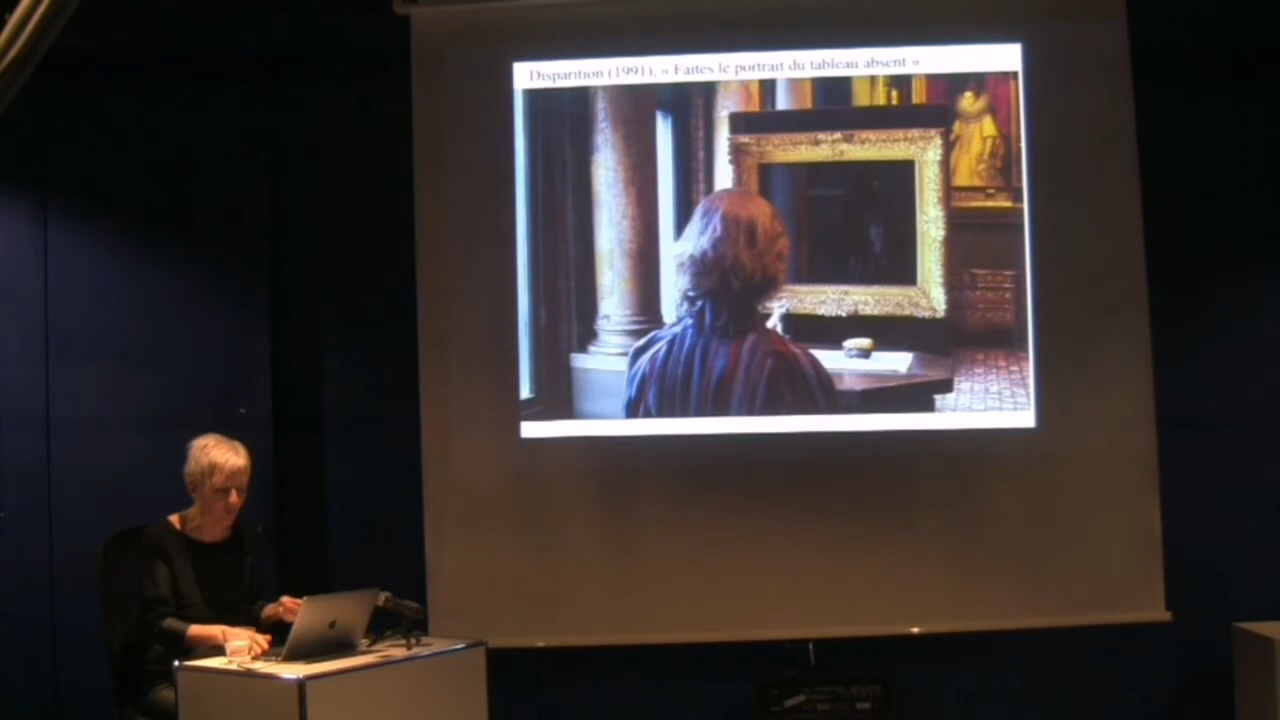 Disparition (1991), « Faites le portrait du tableau absent »